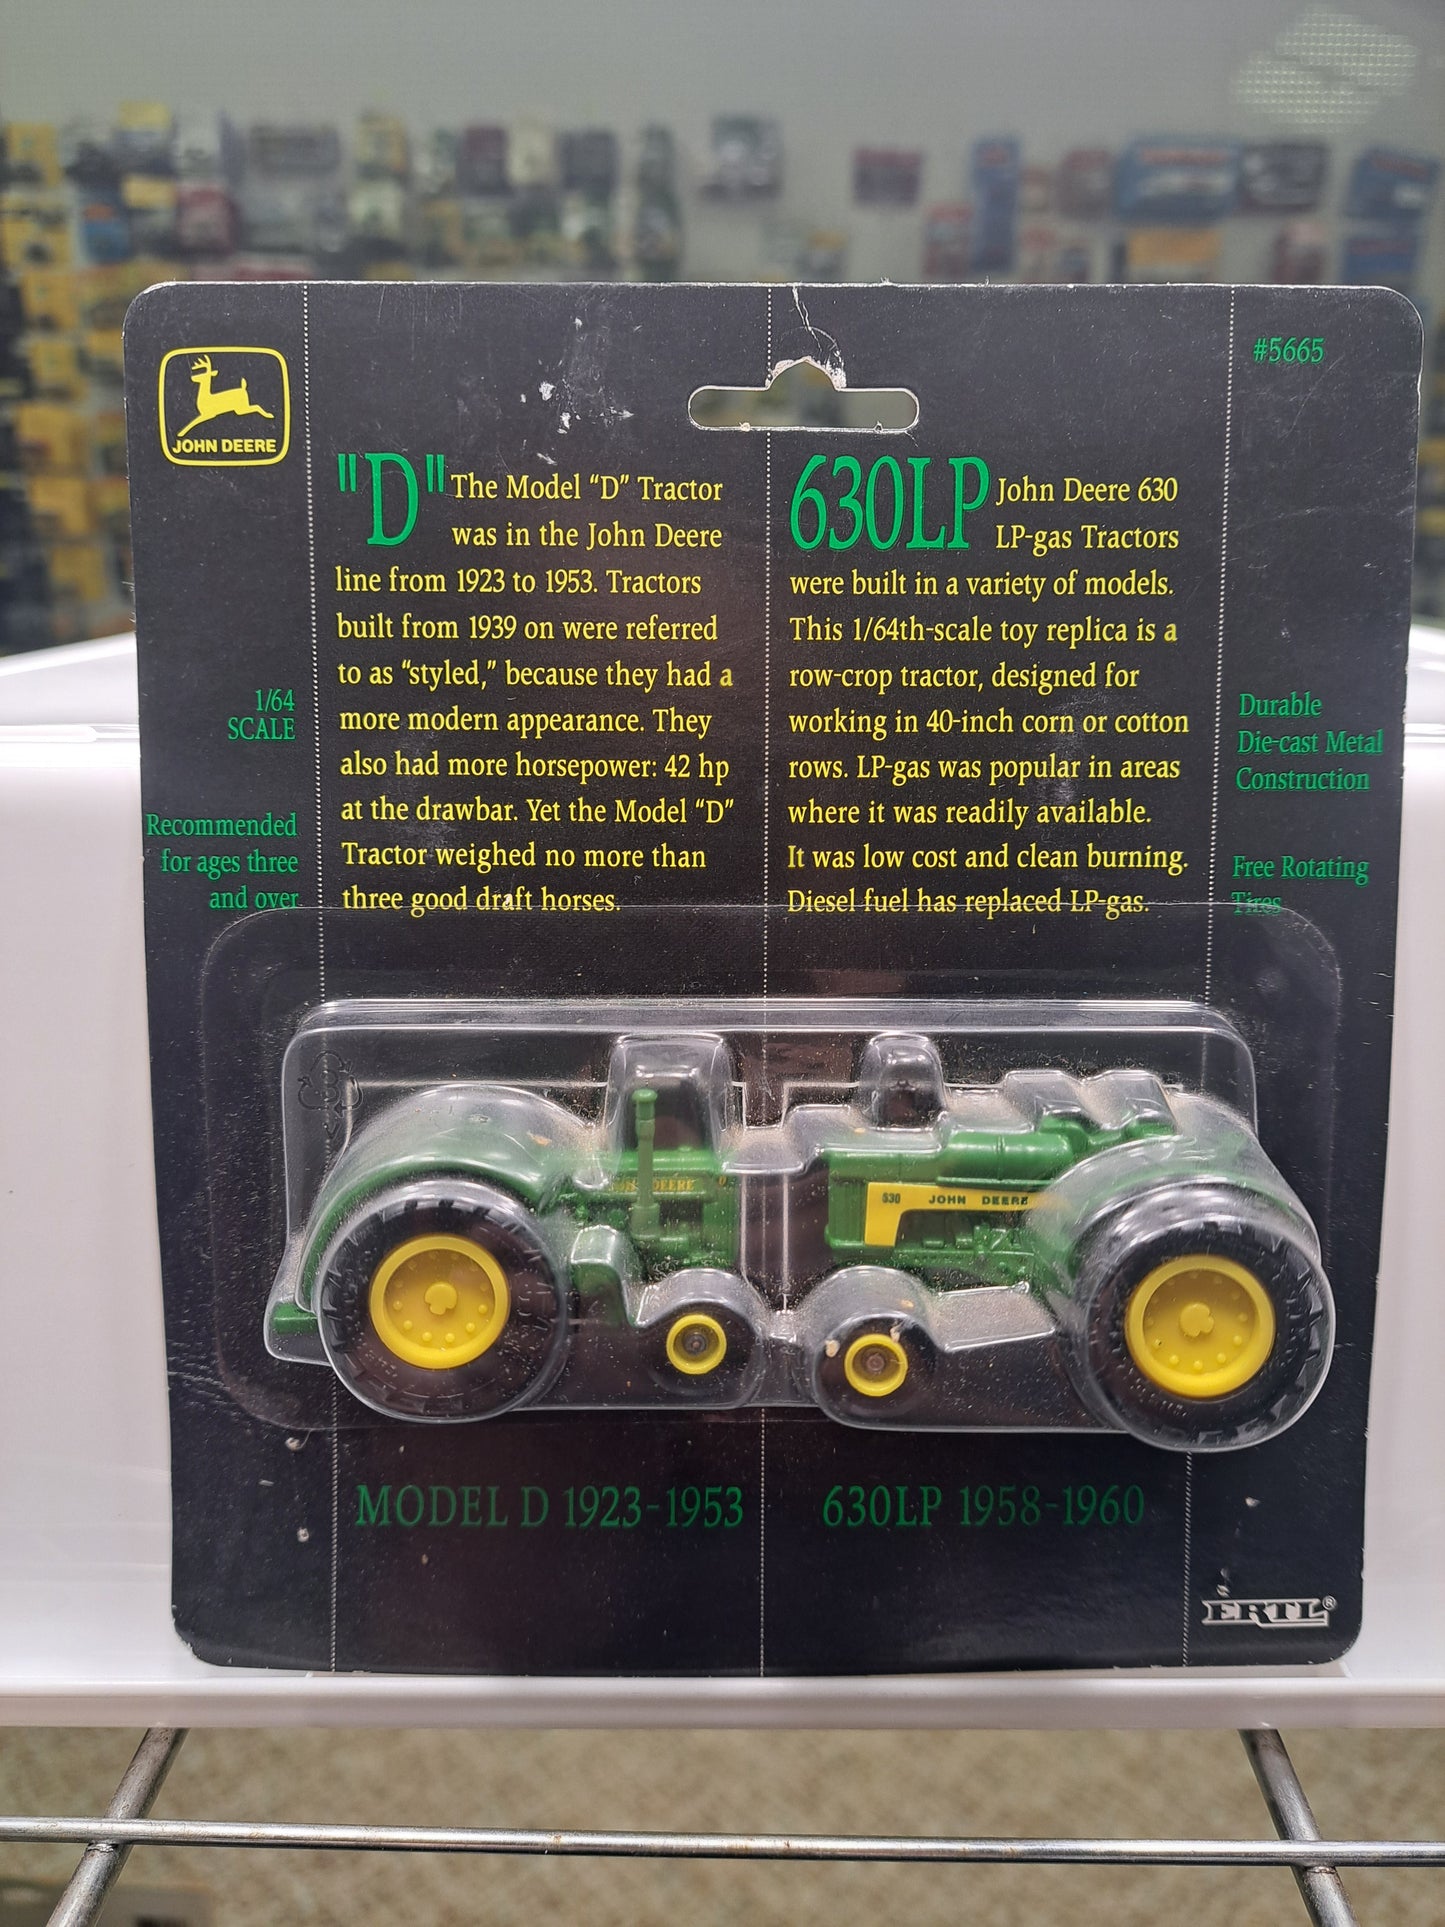 JOHN DEERE
#5665
"D" The Model “D” Tractor
was in the John Deere
line from 1923 to 1953. Tractors
built from 1939 on were referred
to as “styled,” because they had a
more modern appearance. They
also had more horsepower: 42 hp
at the drawbar. Yet the Model “D”
Tractor weighed no more than
three good draft horses.
630LP John Deere 630
LP-gas Tractors
were built in a variety of models.
This 1/64th-scale toy replica is a
row-crop tractor, designed for
working in 40-inch corn or cotton
rows. LP-gas was popular in areas
where it was readily available.
It was low cost and clean burning.
Diesel fuel has replaced LP-gas.
1/64
SCALE
Recommended
for ages three
and over
Durable
Die-cast Metal
Construction
Free Rotating
Tires
DEERE
630 JOHN DEERE
MODEL D 1923-1953
630LP 1958-1960
ERTL®